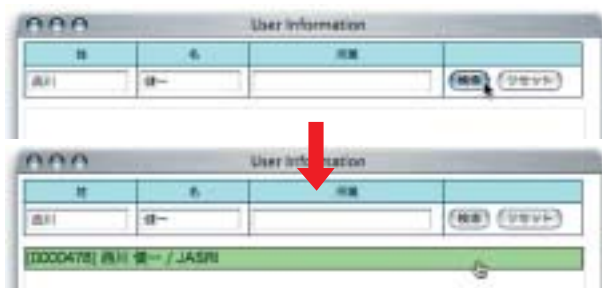 User Information
姓 名 所属
西川 健一 検索 リセット
User Information
姓 名 所属
西川 健一 検索 リセット
[D000478] 西川 健一 / JASRI